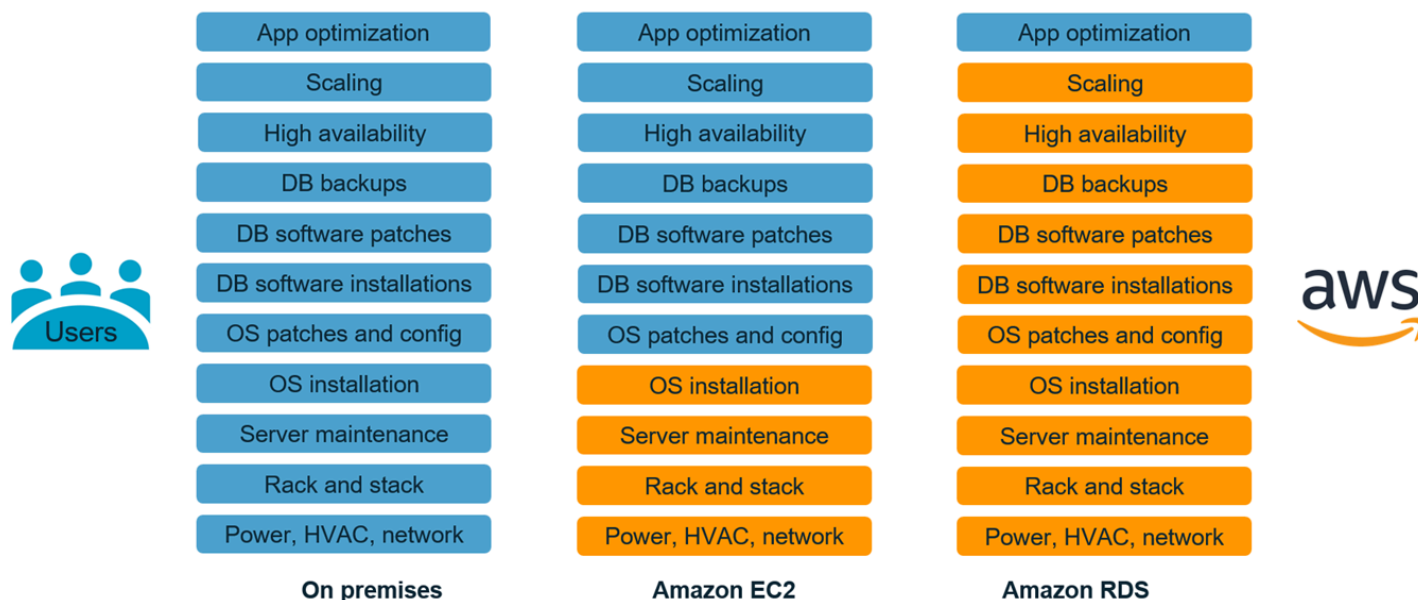 App optimization
Scaling
High availability
DB backups
DB software patches
DB software installations
OS patches and config
OS installation
Server maintenance
Rack and stack
Power, HVAC, network
On premises
App optimization
Scaling
High availability
DB backups
DB software patches
DB software installations
OS patches and config
OS installation
Server maintenance
Rack and stack
Power, HVAC, network
Amazon EC2
App optimization
Scaling
High availability
DB backups
DB software patches
DB software installations
OS patches and config
OS installation
Server maintenance
Rack and stack
Power, HVAC, network
Amazon RDS
Users
aws